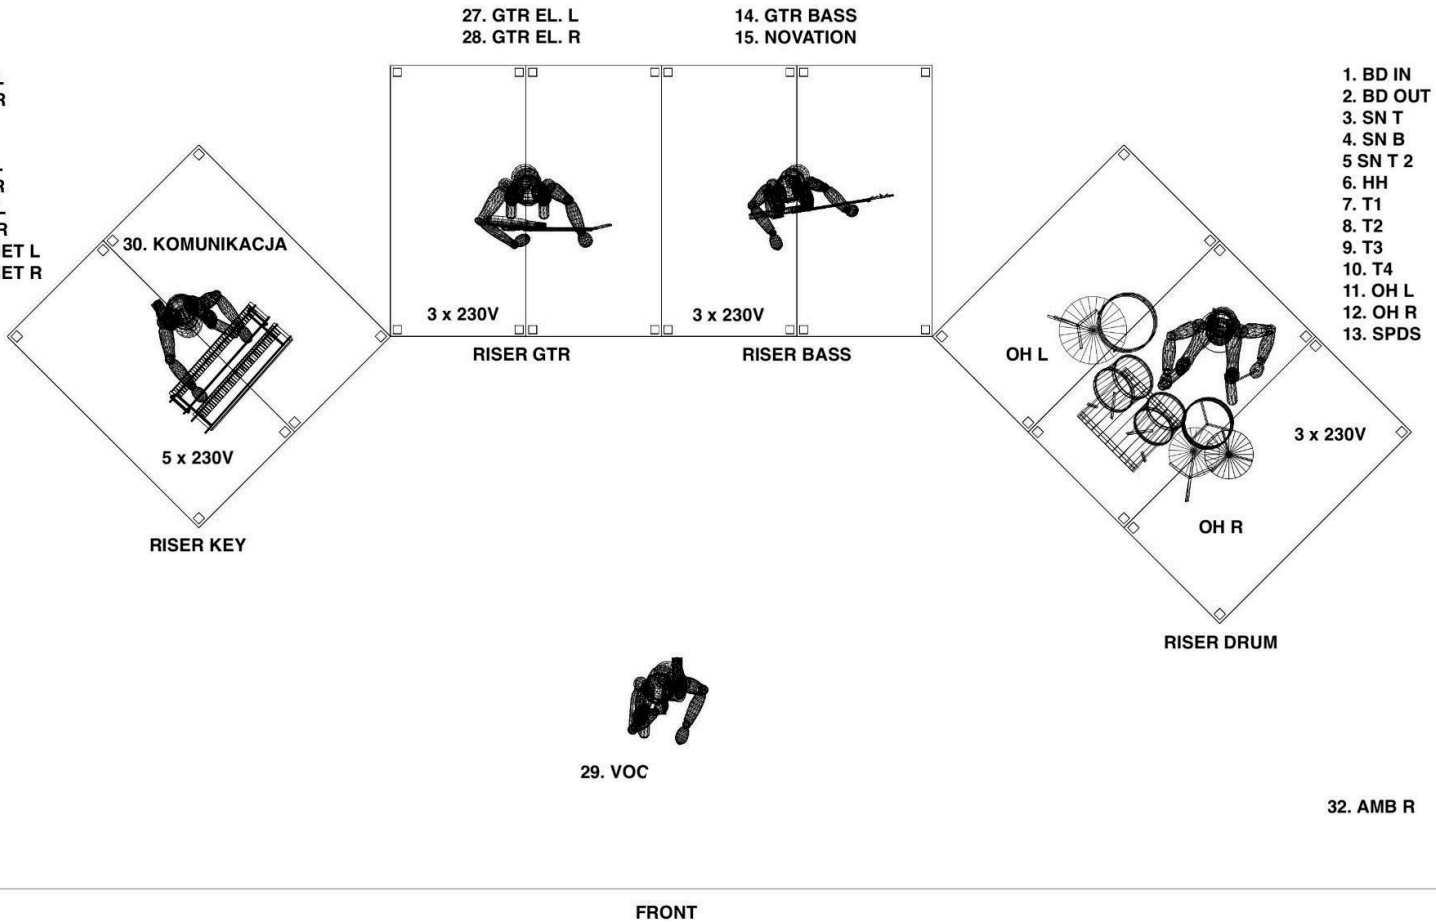 27. GTR EL. L
28. GTR EL. R
14. GTR BASS
15. NOVATION
1. BD IN
2. BD OUT
3. SN T
4. SN B
5 SN T 2
6. HH
7. T1
8. T2
9. T3
10. T4
11. OH L
12. OH R
13. SPDS
R
R
R
ET L
ET R
30. KOMUNIKACJA
3 x 230V
3 x 230V
RISER GTR
RISER BASS
OH L
3 x 230V
5 x 230V
OH R
RISER KEY
RISER DRUM
29. VOC
32. AMB R
FRONT